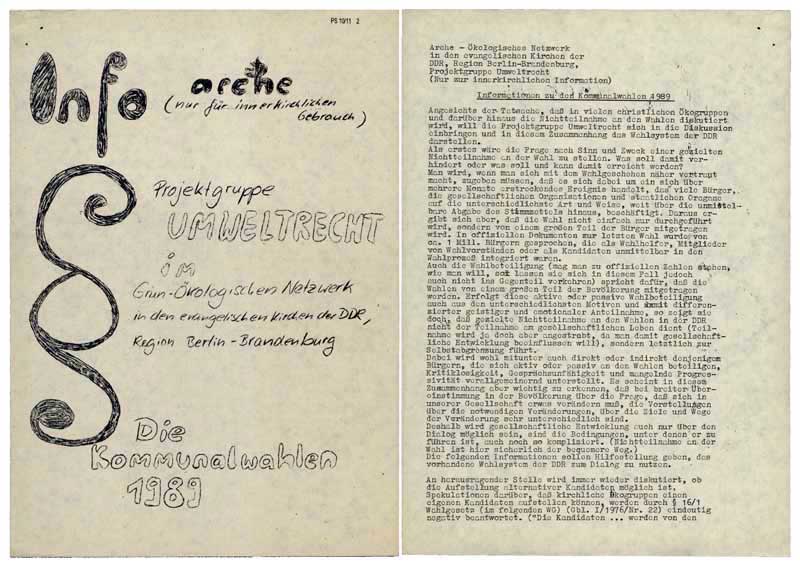 PS 10/11 2
Info arche
(nur für innerkirchlichen
Gebrauch)
§
Projektgruppe
UMWELTRECHT
im
Grün-Ökologischen Netzwerk
in den evangelischen Kirchen der DDR,
Region Berlin-Brandenburg
Die
Kommunalwahlen
1989
Arche - Ökologisches Netzwerk
in den evangelischen Kirchen der
DDR, Region Berlin-Brandenburg,
Projektgruppe Umweltrecht
(Nur zur innerkirchlichen Information)
Informationen zu den Kommunalwahlen 1989
Angesichts der Tatsache, daß in vielen christlichen Ökogruppen
und darüber hinaus die Nichtteilnahme an den Wahlen diskutiert
wird, will die Projektgruppe Umweltrecht sich in die Diskussion
einbringen und in diesem Zusammenhang das Wahlsystem der DDR
darstellen.
Als erstes wäre die Frage nach Sinn und Zweck einer gezielten
Nichtteilnahme an der Wahl zu stellen. Was soll damit ver-
hindert oder was soll und kann damit erreicht werden?
Man wird, wenn man sich mit dem Wahlgeschehen näher vertraut
macht, zugeben müssen, daß es sich dabei um ein sich über
mehrere Monate erstreckendes Ereignis handelt, das viele Bürger,
die gesellschaftlichen Organisationen und staatlichen Orogane
auf die unterschiedlichste Art und Weise, weit über die unmittel-
bare Abgabe des Stimmzettels hinaus, beschäftigt. Daraus er-
gibt sich aber, daß die Wahl nicht einfach nur durchgeführt
wird, sondern von einem großen Teil der Bürger mitgetragen
wird. In offiziellen Dokumenten zur letzten Wahl wurde von
ca. 1 Mill. Bürgern gesprochen, die als Wahlhelfer, Mitglieder
von Wahlvorständen oder als Kandidaten unmittelbar in den
Wahlprozeß integriert waren.
Auch die Wahlbeteiligung (mag man zu offiziellen Zahlen stehen,
wie man will, so lassen sie sich in diesem Fall jedoch
auch nicht ins Gegenteil verkehren) spricht dafür, daß die
Wahlen von einem großen Teil der Bevölkerung mitgetragen
werden. Erfolgt diese aktive oder passive Wahlbeteiligung
auch aus den unterschiedlichsten Motiven und mit differen-
zierter geistiger und emotionaler Anteilnahme, so zeigt sie
doch, daß gezielte Nichtteilnahme an den Wahlen in der DDR
nicht der Teilnahme am gesellschaftlichen Leben dient (Teil-
nahme wird ja doch aber angestrebt, da man damit gesellschaft-
liche Entwicklung beeinflussen will), sondern letztlich zur
Selbstabgrenzung führt.
Dabei wird wohl mitunter auch direkt oder indirekt denjenigen
Bürgern, die sich aktiv oder passiv an den Wahlen beteiligen,
Kritiklosigkeit, Gesprächsunfähigkeit und mangelnde Progres-
sivität verallgemeinernd unterstellt. Es scheint in diesem
Zusammenhang aber wichtig zu erkennen, daß bei breiter Über-
einstimmung in der Bevölkerung über die Frage, daß sich in
unserer Gesellschaft etwas verändern muß, die Vorstellungen
über die notwendigen Veränderungen, über die Ziele und Wege
der Veränderung sehr unterschiedlich sind.
Deshalb wird gesellschaftliche Entwicklung auch nur über den
Dialog möglich sein, sind die Bedingungen, unter denen er zu
führen ist, auch noch so kompliziert. (Nichtteilnahme an der
Wahl ist hier sicherlich der bequemere Weg.)
Die folgenden Informationen sollen Hilfestellung geben, das
vorhandene Wahlsystem der DDR zum Dialog zu nutzen.
An herausragender Stelle wird immer wieder diskutiert, ob
die Aufstellung alternativer Kandidaten möglich ist.
Spekulationen darüber, daß kirchliche Ökogruppen einen
eigenen Kandidaten aufstellen können, werden durch § 16/1
Wahlgesetz (im folgenden WG) (Gbl. I/1976/Nr. 22) eindeutig
negativ beantwortet. ("Die Kandidaten ... werden von den